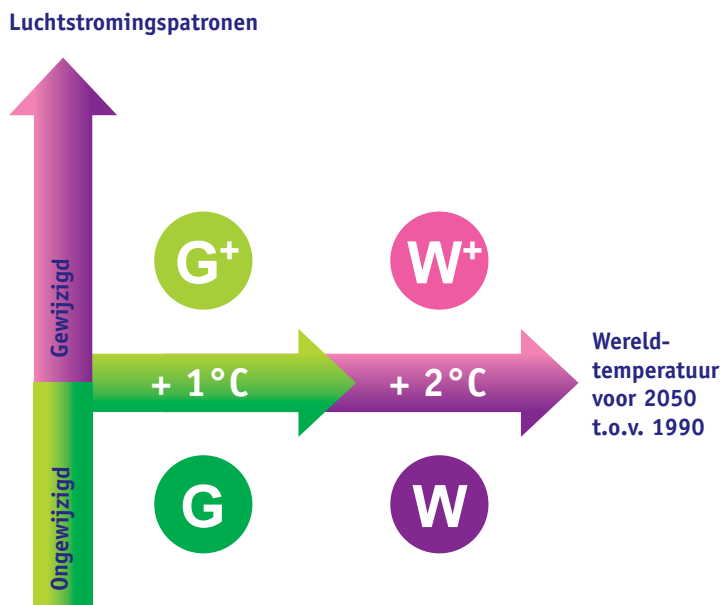 Luchtstromingspatronen
Gewijzigd
G+
W+
+ 1°C
+ 2°C
Wereld-
temperatuur
voor 2050
t.o.v. 1990
Ongewijzigd
G
W